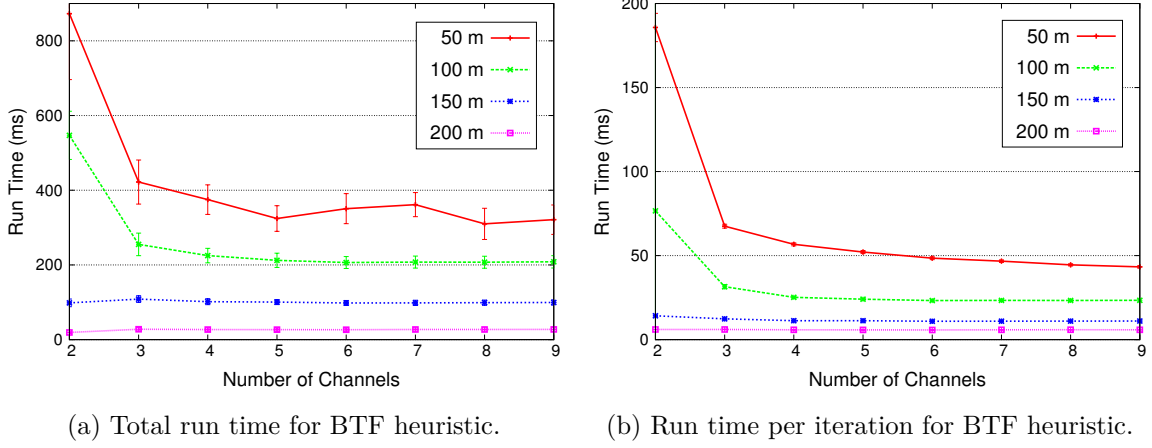 800
600
400
200
0
Run Time (ms)
2 3 4 5 6 7 8 9
Number of Channels
50 m
100 m
150 m
200 m
(a) Total run time for BTF heuristic.
200
150
100
50
0
Run Time (ms)
2 3 4 5 6 7 8 9
Number of Channels
50 m
100 m
150 m
200 m
(b) Run time per iteration for BTF heuristic.